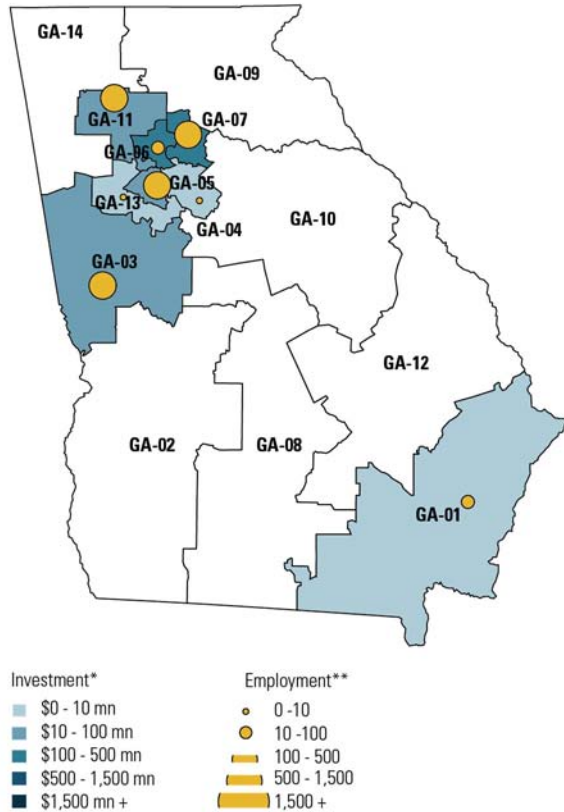 GA-14
GA-09
GA-11
GA-07
GA-06
GA-05
GA-13
GA-04
GA-10
GA-03
GA-12
GA-02
GA-08
GA-01
Investment*
$0 - 10 mn
$10 - 100 mn
$100 - 500 mn
$500 - 1,500 mn
$1,500 mn +
Employment**
0 -10
10 -100
100 - 500
500 - 1,500
1,500 +